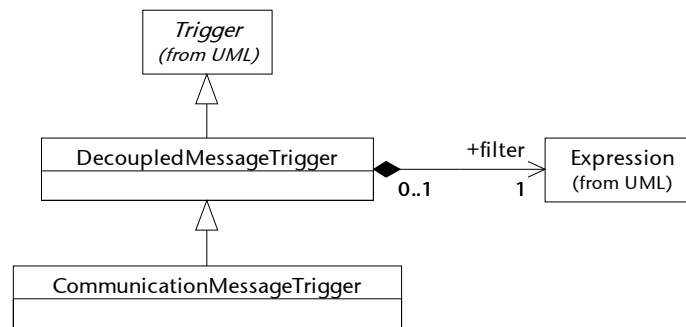 Trigger
(from UML)
DecoupledMessageTrigger
+filter
0..1
1
Expression
(from UML)
CommunicationMessageTrigger